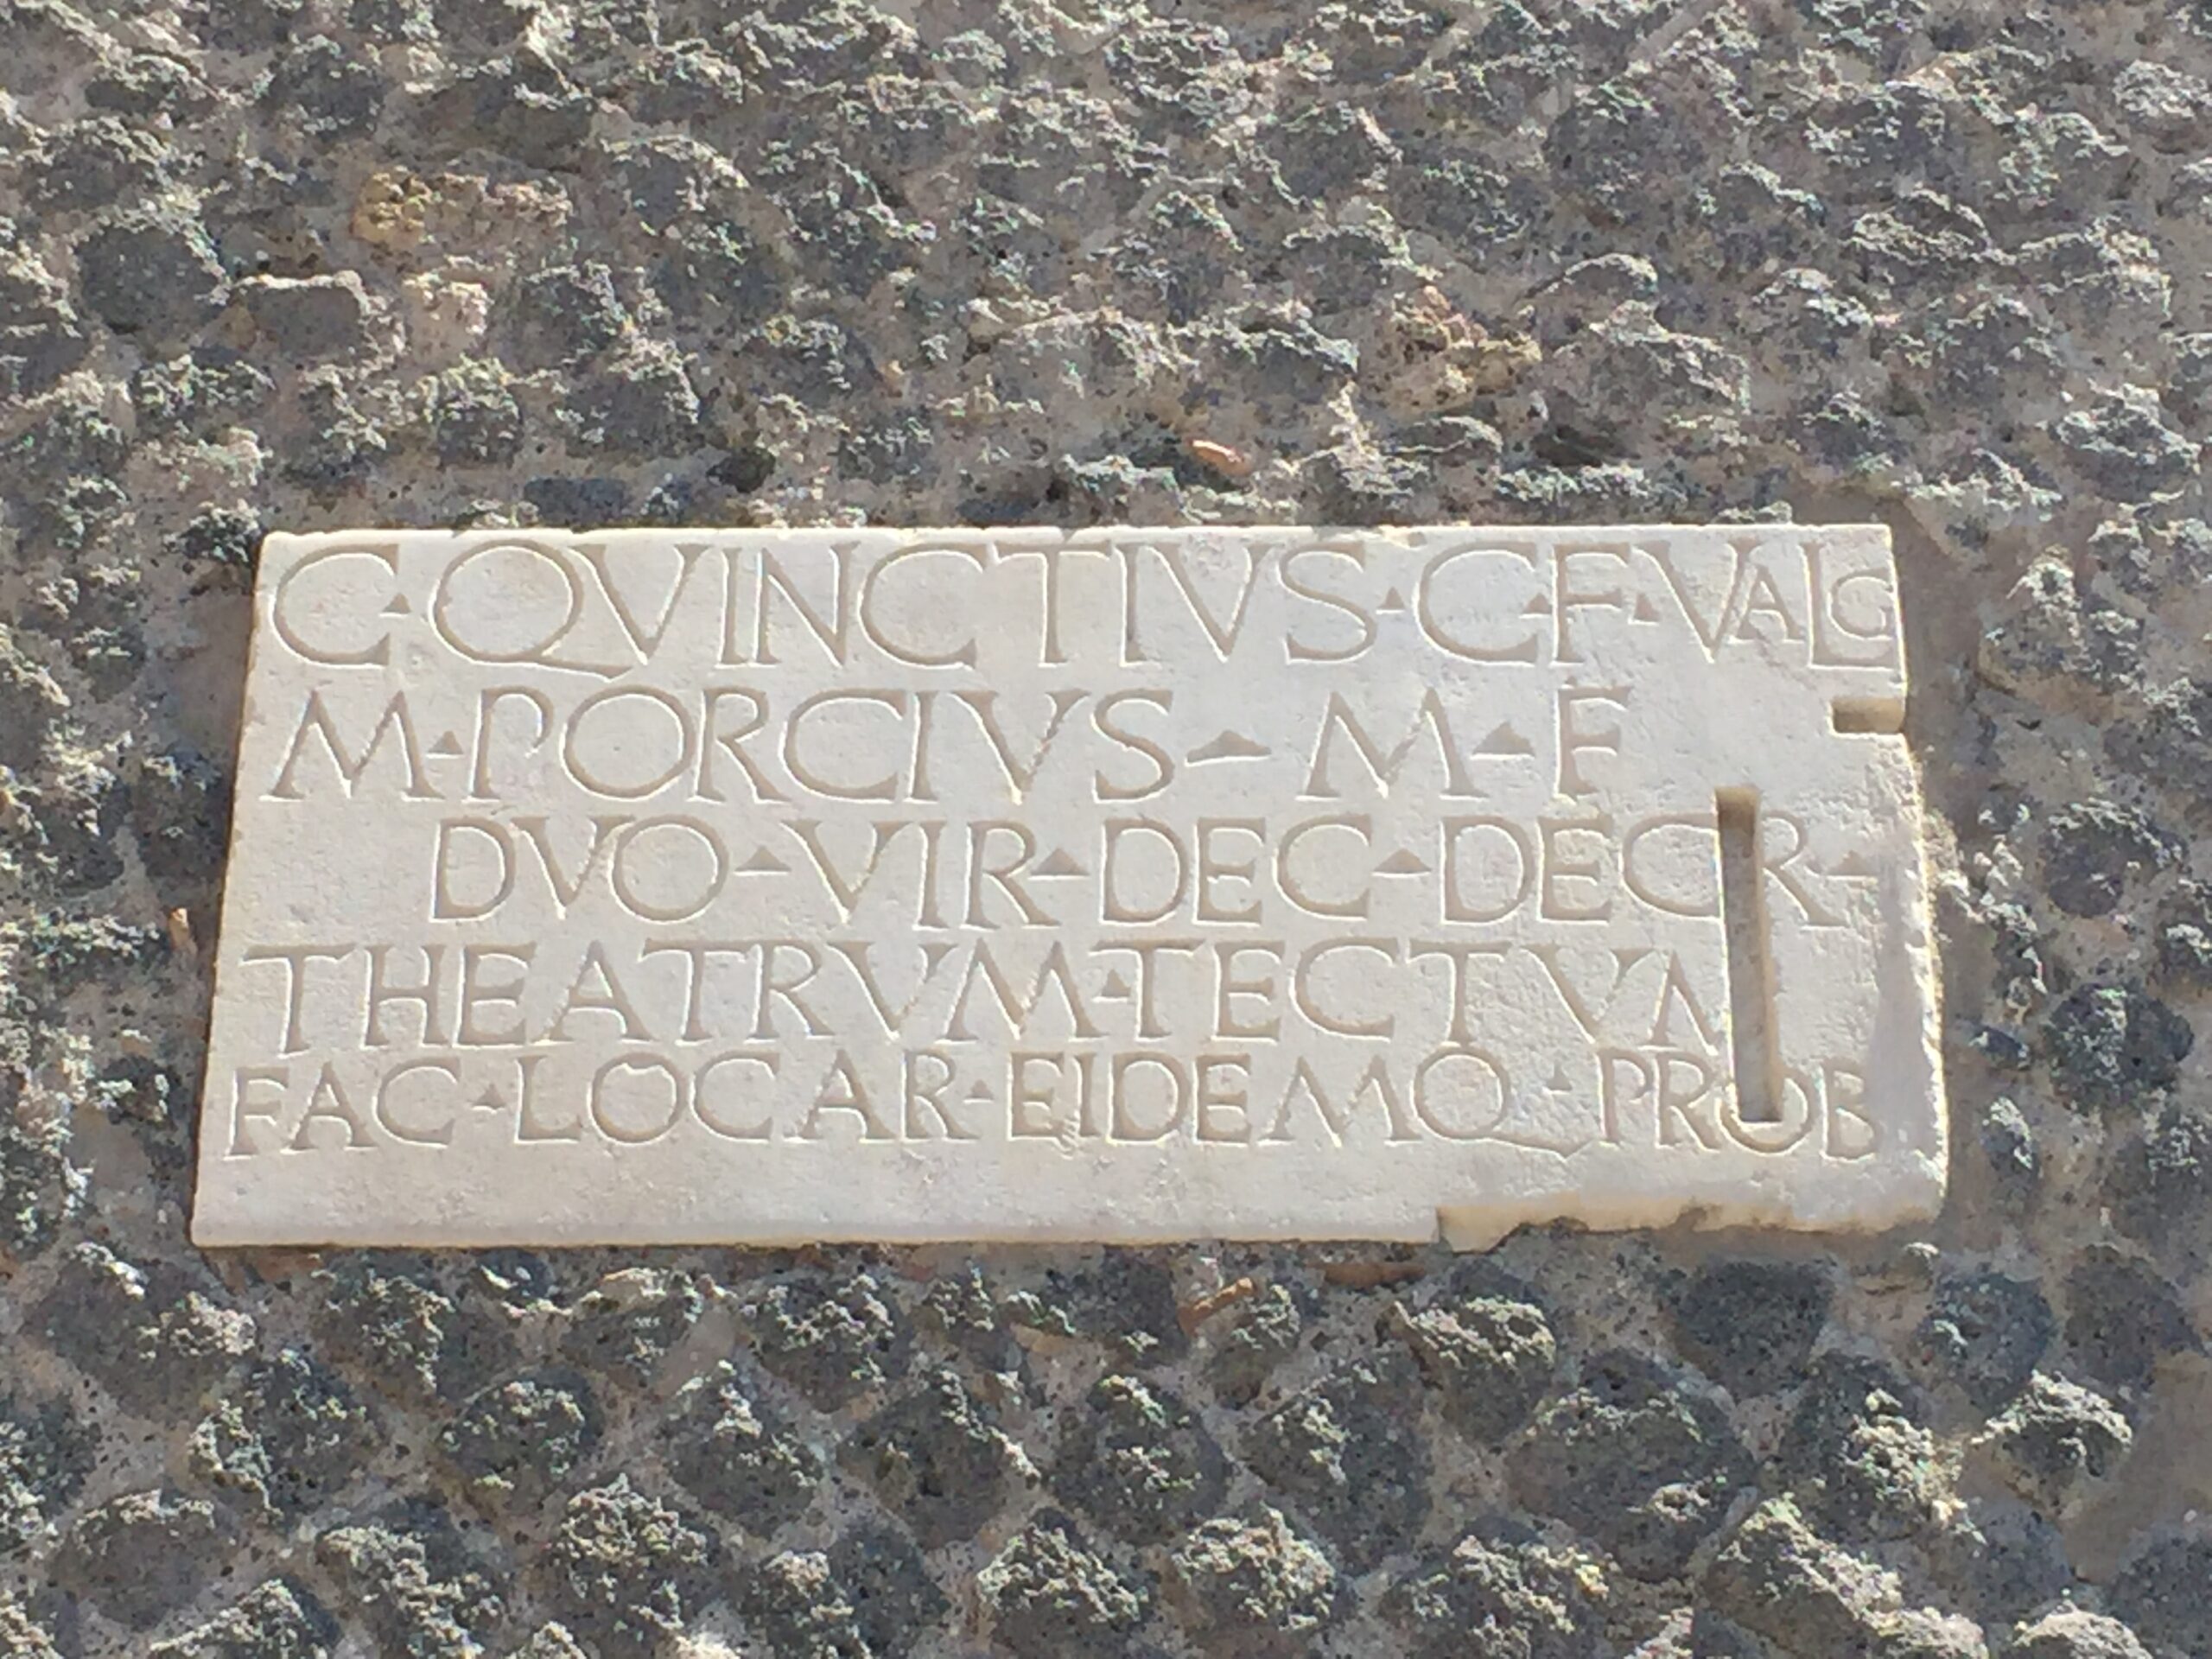 C·QVINCTIVS·C·F·VALG
M·PORCIVS·M·F
DVO·VIR·DEC·DECR·
THEATRVM·TECTVM
FAC·LOCAR·EIDEMQ·PROB